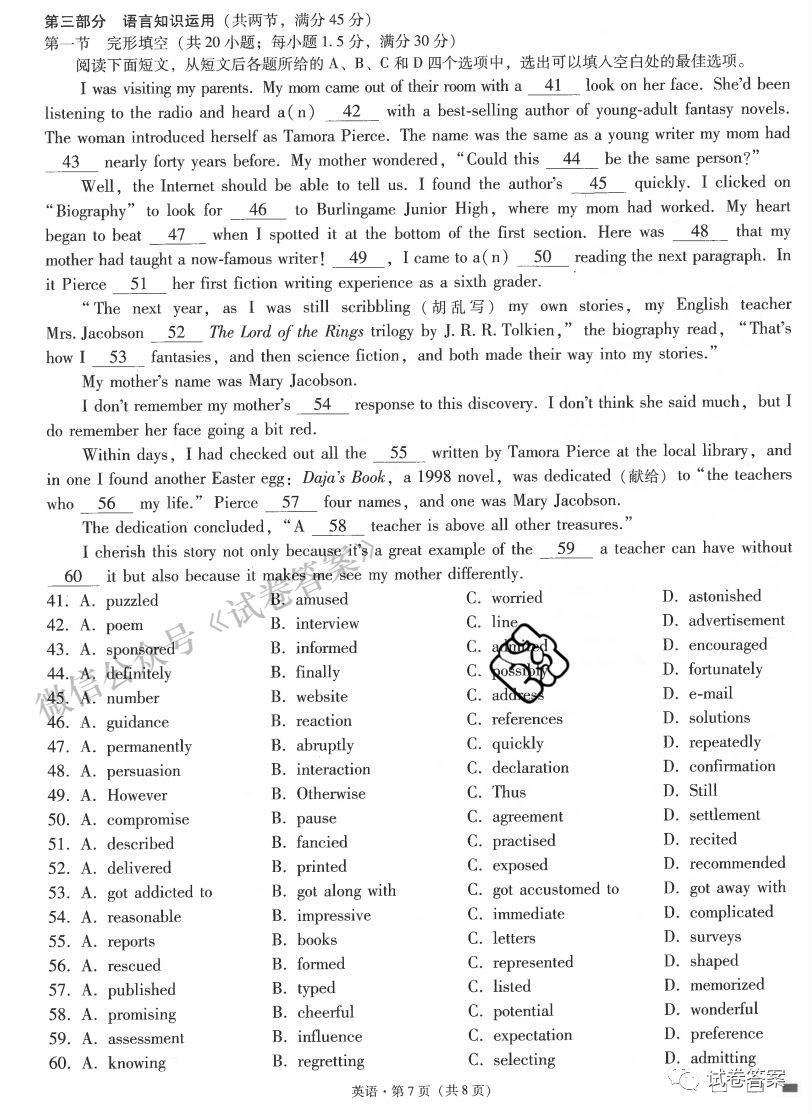 第三部分 语言知识运用(共两节，满分45分)
第一节 完形填空(共20小题；每小题1.5分，满分30分)
阅读下面短文，从短文后各题所给的A、B、C和D四个选项中，选出可以填入空白处的最佳选项。
I was visiting my parents. My mom came out of their room with a 41 look on her face. She'd been
listening to the radio and heard a(n) 42 with a best-selling author of young-adult fantasy novels.
The woman introduced herself as Tamora Pierce. The name was the same as a young writer my mom had
43 nearly forty years before. My mother wondered, "Could this 44 be the same person?"
Well, the Internet should be able to tell us. I found the author's 45 quickly. I clicked on
"Biography" to look for 46 to Burlingame Junior High, where my mom had worked. My heart
began to beat 47 when I spotted it at the bottom of the first section. Here was 48 that my
mother had taught a now-famous writer! 49, I came to a(n) 50 reading the next paragraph. In
it Pierce 51 her first fiction writing experience as a sixth grader.
"The next year, as I was still scribbling (胡乱写) my own stories, my English teacher
Mrs. Jacobson 52 The Lord of the Rings trilogy by J. R. R. Tolkien," the biography read, "That's
how I 53 fantasies, and then science fiction, and both made their way into my stories."
My mother's name was Mary Jacobson.
I don't remember my mother's 54 response to this discovery. I don't think she said much, but I
do remember her face going a bit red.
Within days, I had checked out all the 55 written by Tamora Pierce at the local library, and
in one I found another Easter egg: Daja's Book, a 1998 novel, was dedicated (献给) to "the teachers
who 56 my life." Pierce 57 four names, and one was Mary Jacobson.
The dedication concluded, "A 58 teacher is above all other treasures."
I cherish this story not only because it's a great example of the 59 a teacher can have without
60 it but also because it makes me see my mother differently.
41. A. puzzled B. amused C. worried D. astonished
42. A. poem B. interview C. line D. advertisement
43. A. sponsored B. informed C. admired D. encouraged
44. A. definitely B. finally C. possibly D. fortunately
45. A. number B. website C. address D. e-mail
46. A. guidance B. reaction C. references D. solutions
47. A. permanently B. abruptly C. quickly D. repeatedly
48. A. persuasion B. interaction C. declaration D. confirmation
49. A. However B. Otherwise C. Thus D. Still
50. A. compromise B. pause C. agreement D. settlement
51. A. described B. fancied C. practised D. recited
52. A. delivered B. printed C. exposed D. recommended
53. A. got addicted to B. got along with C. got accustomed to D. got away with
54. A. reasonable B. impressive C. immediate D. complicated
55. A. reports B. books C. letters D. surveys
56. A. rescued B. formed C. represented D. shaped
57. A. published B. typed C. listed D. memorized
58. A. promising B. cheerful C. potential D. wonderful
59. A. assessment B. influence C. expectation D. preference
60. A. knowing B. regretting C. selecting D. admitting
微信公众号《试卷答案》
试卷答案
英语·第7页(共8页)